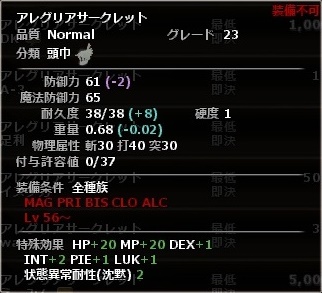 アレグリアサークレット 装備不可
品質 Normal グレード 23
分類 頭巾
防御力 61 (-2)
魔法防御力 65
耐久度 38/38 (+8) 硬度 1
重量 0.68 (-0.02)
物理属性 斬30 打40 突30
付与許容値 0/37
装備条件 全種族
MAG PRI BIS CLO ALC
Lv 56～
特殊効果 HP+20 MP+20 DEX+1
INT+2 PIE+1 LUK+1
状態異常耐性(沈黙) 2